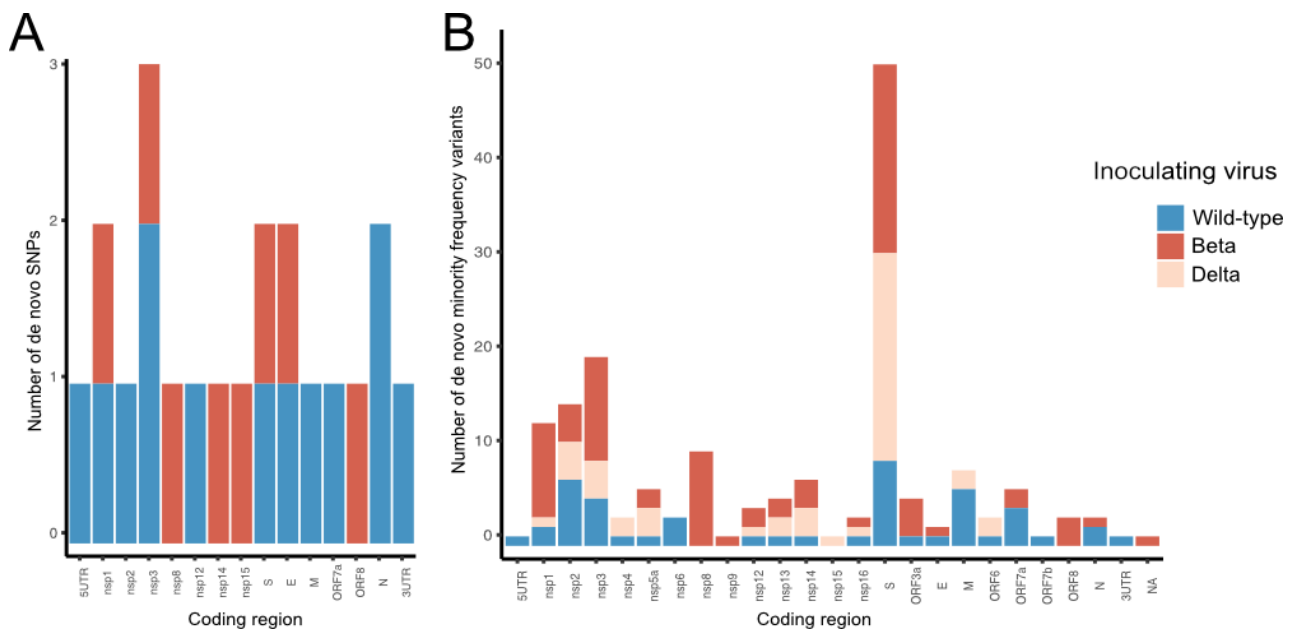 A
Number of de novo SNPs
3
2
1
0
5UTR
nsp1
nsp2
nsp3
nsp8
nsp12
nsp14
nsp15
S
E
M
ORF7a
ORF8
N
3UTR
Coding region
B
Number of de novo minority frequency variants
50
40
30
20
10
0
5UTR
nsp1
nsp2
nsp3
nsp4
nsp5a
nsp6
nsp8
nsp9
nsp12
nsp13
nsp14
nsp15
nsp16
S
ORF3a
E
M
ORF6
ORF7a
ORF7b
ORF8
N
3UTR
NA
Coding region
Inoculating virus
Wild-type
Beta
Delta